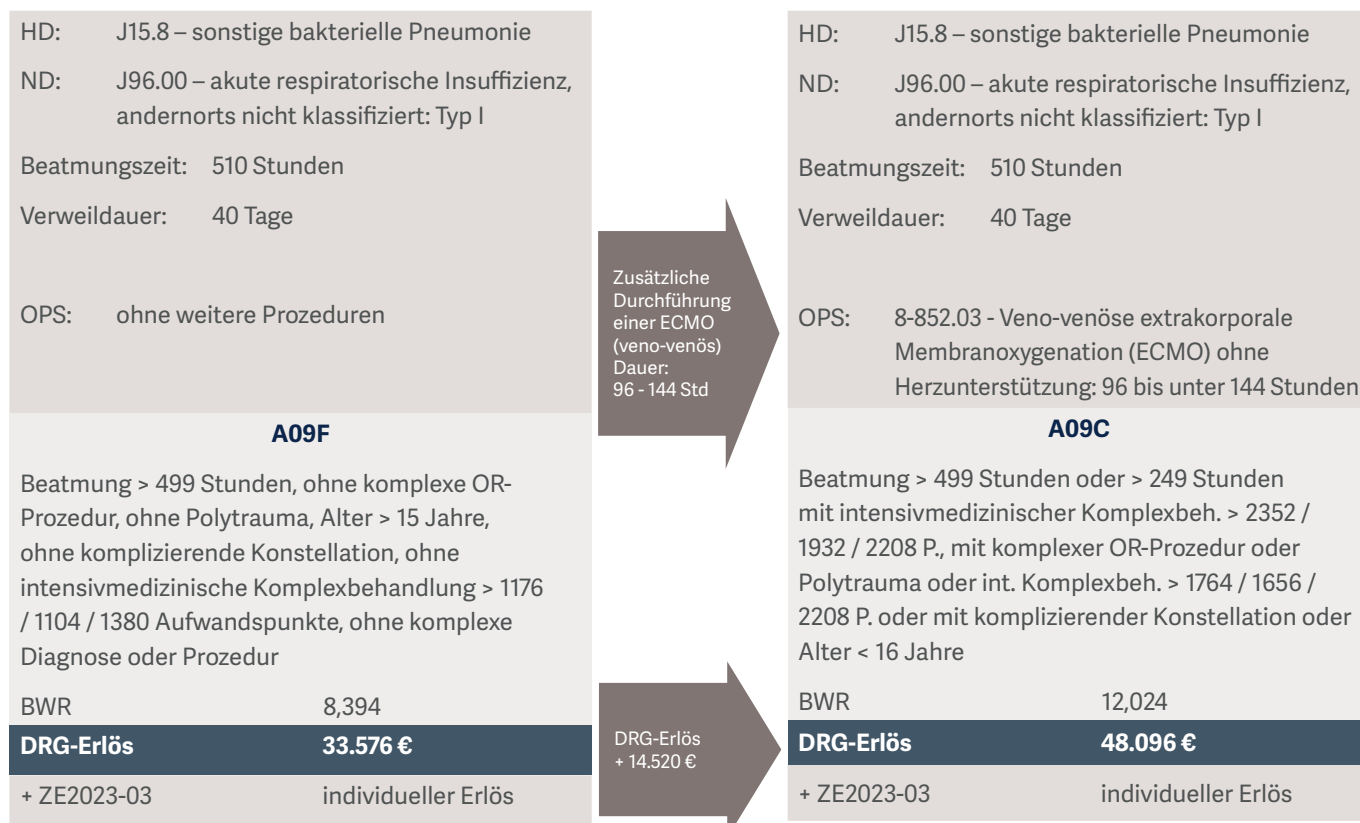 HD: J15.8 – sonstige bakterielle Pneumonie
ND: J96.00 – akute respiratorische Insuffizienz,
andernorts nicht klassifiziert: Typ I
Beatmungszeit: 510 Stunden
Verweildauer: 40 Tage
OPS: ohne weitere Prozeduren
A09F
Beatmung > 499 Stunden, ohne komplexe OR-
Prozedur, ohne Polytrauma, Alter > 15 Jahre,
ohne komplizierende Konstellation, ohne
intensivmedizinische Komplexbehandlung > 1176
/ 1104 / 1380 Aufwandspunkte, ohne komplexe
Diagnose oder Prozedur
BWR 8,394
DRG-Erlös 33.576 €
+ ZE2023-03 individueller Erlös
Zusätzliche
Durchführung
einer ECMO
(veno-venös)
Dauer:
96 - 144 Std
DRG-Erlös
+ 14.520 €
HD: J15.8 – sonstige bakterielle Pneumonie
ND: J96.00 – akute respiratorische Insuffizienz,
andernorts nicht klassifiziert: Typ I
Beatmungszeit: 510 Stunden
Verweildauer: 40 Tage
OPS: 8-852.03 - Veno-venöse extrakorporale
Membranoxygenation (ECMO) ohne
Herzunterstützung: 96 bis unter 144 Stunden
A09C
Beatmung > 499 Stunden oder > 249 Stunden
mit intensivmedizinischer Komplexbeh. > 2352 /
1932 / 2208 P., mit komplexer OR-Prozedur oder
Polytrauma oder int. Komplexbeh. > 1764 / 1656 /
2208 P. oder mit komplizierender Konstellation oder
Alter < 16 Jahre
BWR 12,024
DRG-Erlös 48.096 €
+ ZE2023-03 individueller Erlös